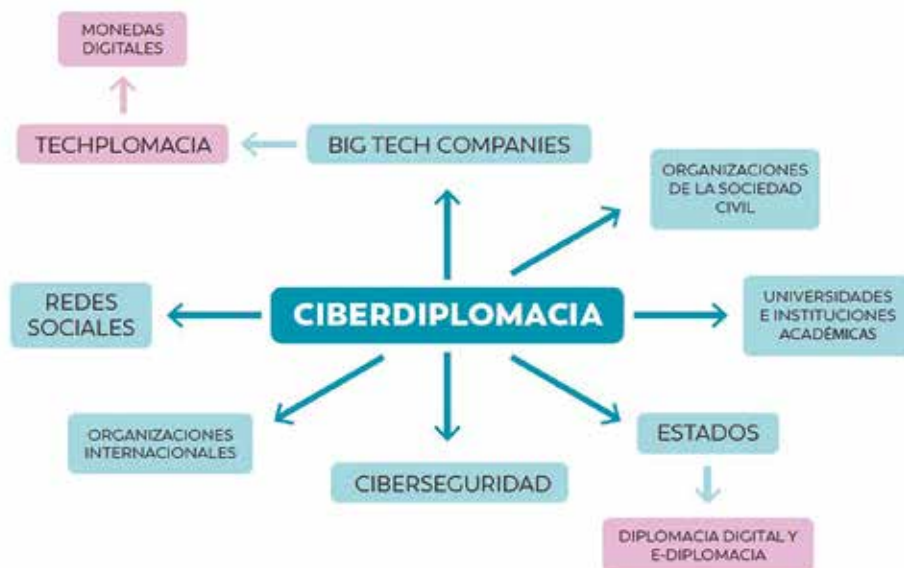 MONEDAS
DIGITALES
TECHPLOMACIA
BIG TECH COMPANIES
ORGANIZACIONES
DE LA SOCIEDAD
CIVIL
REDES
SOCIALES
CIBERDIPLOMACIA
UNIVERSIDADES
E INSTITUCIONES
ACADÉMICAS
ORGANIZACIONES
INTERNACIONALES
CIBERSEGURIDAD
ESTADOS
DIPLOMACIA DIGITAL Y
E-DIPLOMACIA